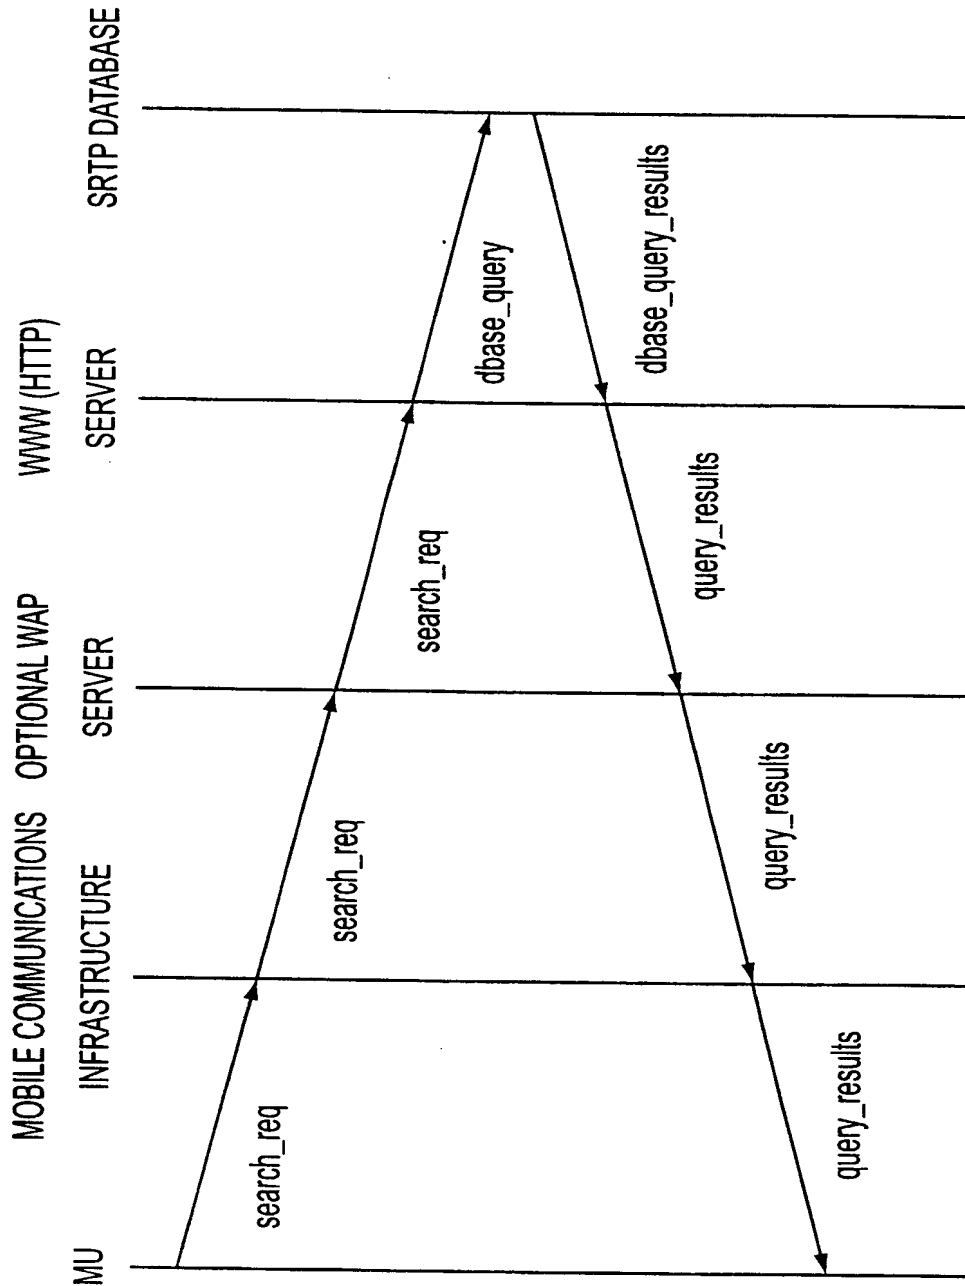 MU
MOBILE COMMUNICATIONS
INFRASTRUCTURE
OPTIONAL WAP
SERVER
WWW (HTTP)
SERVER
SRTP DATABASE
search_req
search_req
search_req
dbase_query
dbase_query_results
query_results
query_results
query_results